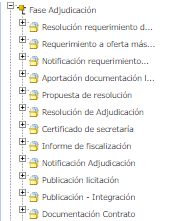 Fase Adjudicación
Resolución requerimiento d...
Requerimiento a oferta más...
Notificación requerimiento...
Aportación documentación l...
Propuesta de resolución
Resolución de Adjudicación
Certificado de secretaría
Informe de fiscalización
Notificación Adjudicación
Publicación licitación
Publicación - Integración
Documentación Contrato